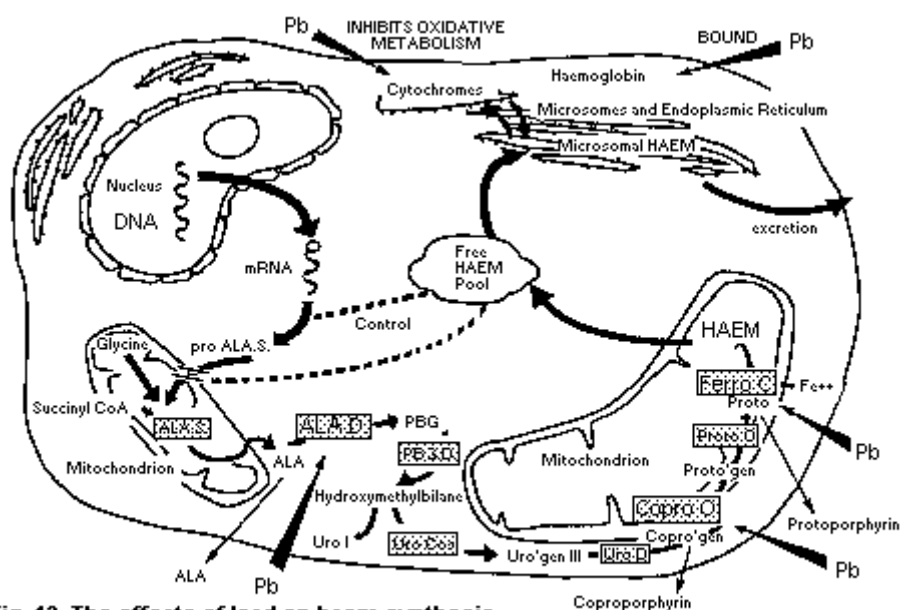 Pb
INHIBITS OXIDATIVE
METABOLISM
BOUND
Pb
Cytochromes
Haemoglobin
Microsomes and Endoplasmic Reticulum
Microsomal HAEM
Nucleus
DNA
excretion
mRNA
Free
HAEM
Pool
Control
HAEM
Glycine
pro ALA.S.
Ferro C
Fe++
Succinyl CoA
Proto
ALA.S.
ALA.D.
PBG
Proto O
Pb
Mitochondrion
ALA
Mitochondrion
Proto'gen
Hydroxymethylbilane
Copro O
Protoporphyrin
Uro I
Uro Cos
Uro'gen III
Uro D
Copro'gen
Pb
ALA
Pb
Coproporphyrin
The effects of lead on haem synthesis